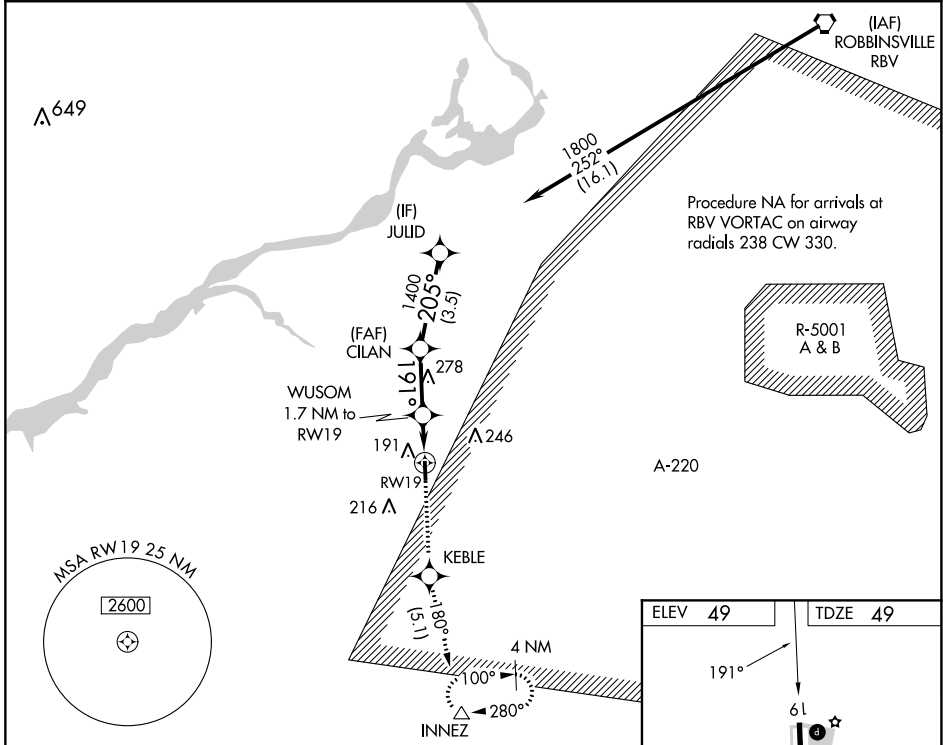 (IAF)
ROBBINSVILLE
RBV
649
1800
252°
(16.1)
Procedure NA for arrivals at
RBV VORTAC on airway
radials 238 CW 330.
(IF)
JULID
1400
205°
(3.5)
R-5001
A & B
(FAF)
CILAN
191°
278
WUSOM
1.7 NM to
RW19
191
246
A-220
RW19
216
KEBLE
MSA RW19 25 NM
2600
180°
(5.1)
4 NM
100°
280°
INNEZ
ELEV 49
TDZE 49
191°
19
P